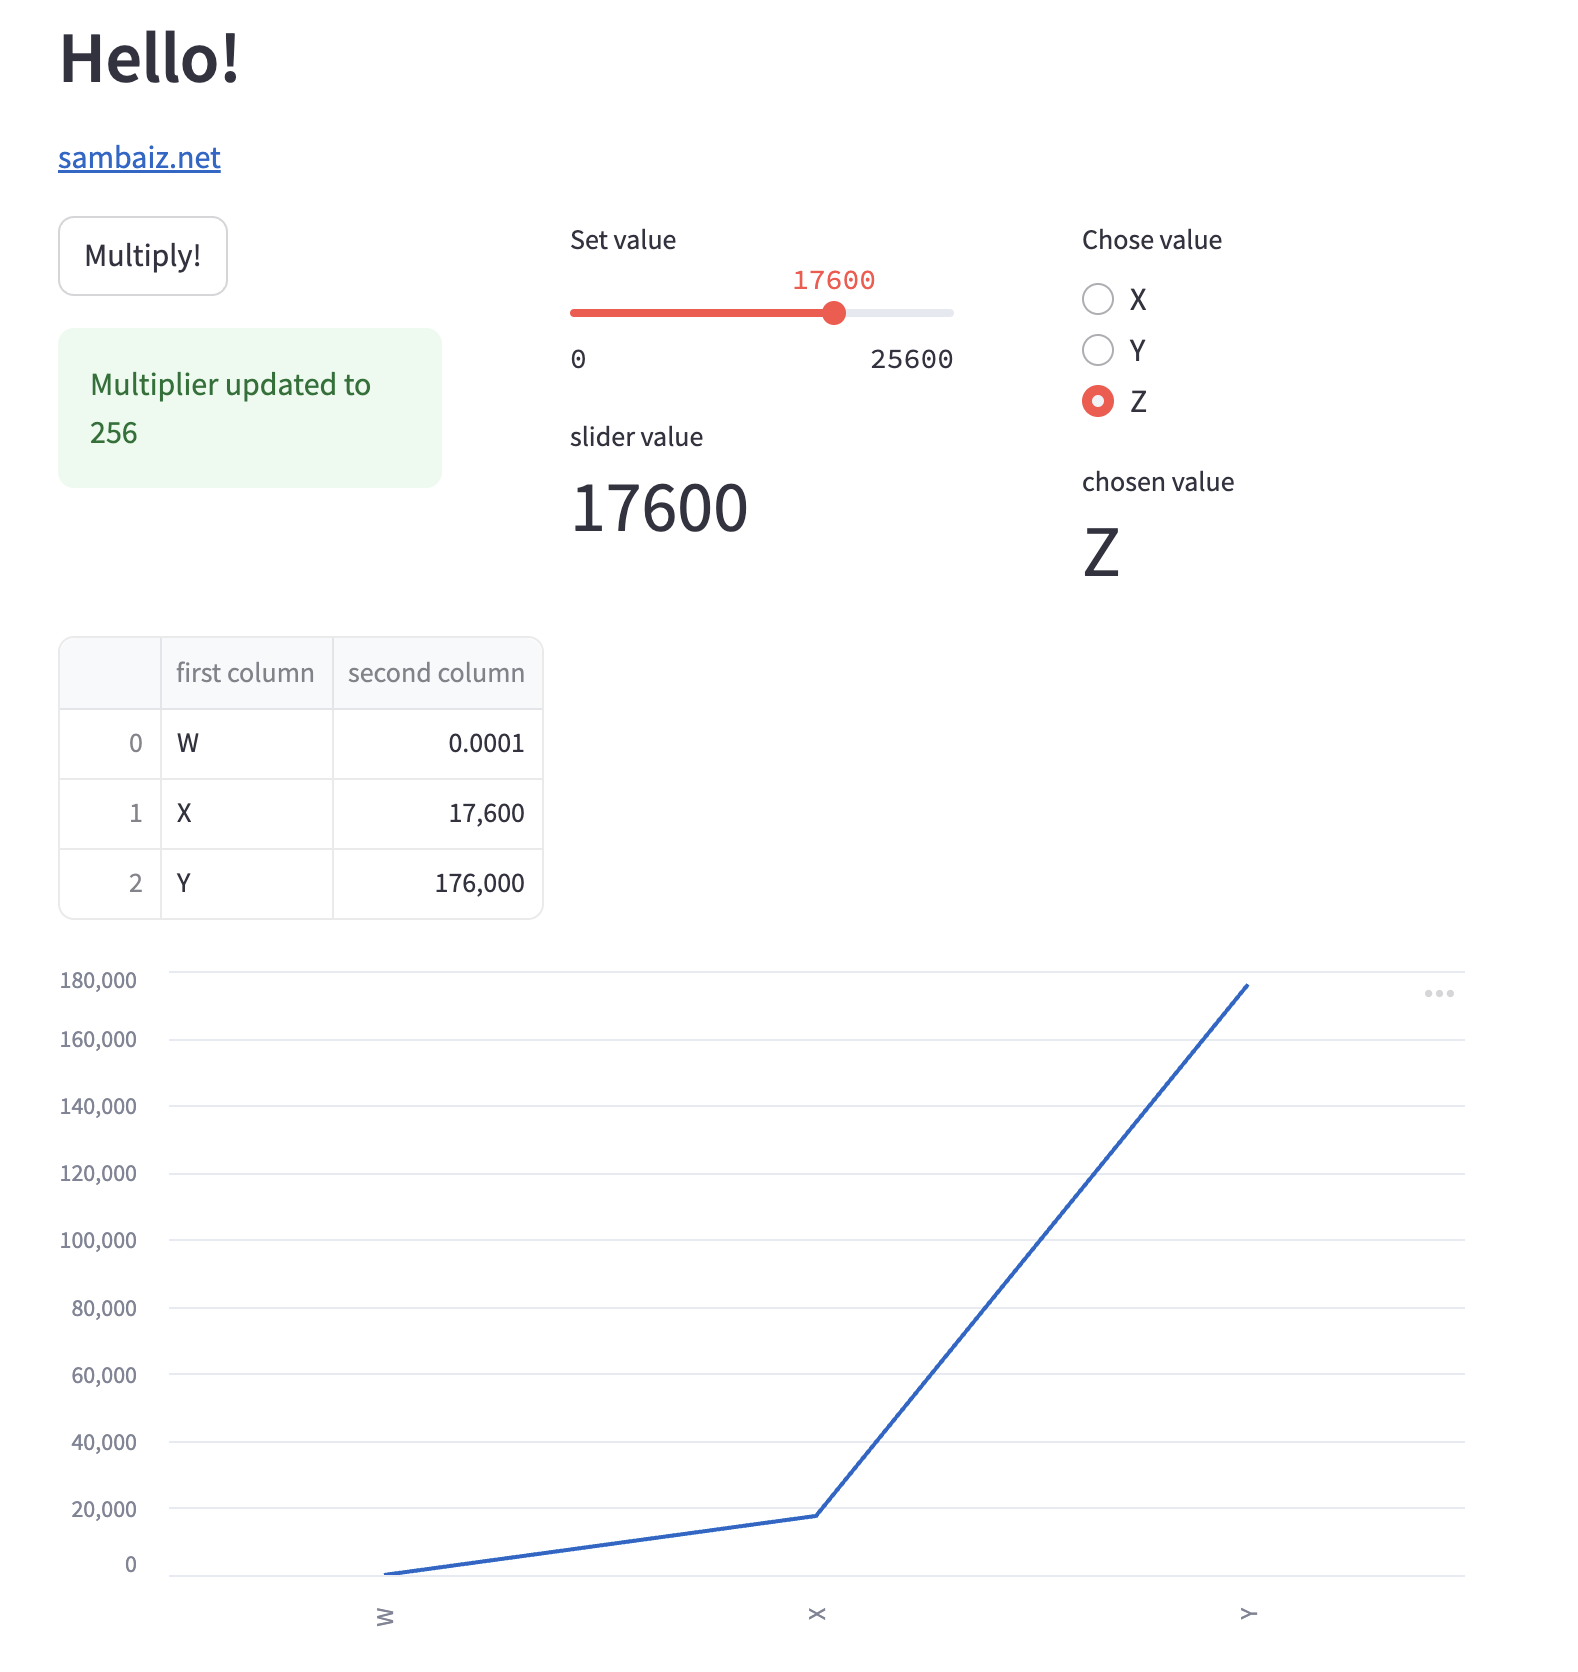 Hello!
sambaiz.net
Multiply!
Multiplier updated to
256
Set value
17600
0 25600
slider value
17600
Chose value
X
Y
Z
chosen value
Z
first column second column
0 W 0.0001
1 X 17,600
2 Y 176,000
180,000
160,000
140,000
120,000
100,000
80,000
60,000
40,000
20,000
0
W X Y